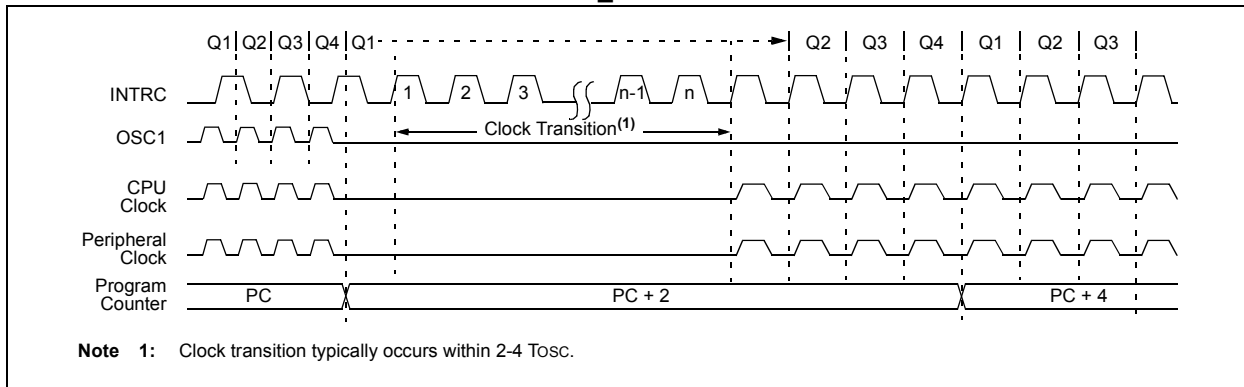 Q1 Q2 Q3 Q4 Q1 Q2 Q3 Q4 Q1 Q2 Q3
INTRC 1 2 3 n-1 n
Clock Transition(1)
OSC1
CPU
Clock
Peripheral
Clock
Program
Counter
PC PC + 2 PC + 4
Note 1: Clock transition typically occurs within 2-4 TOSC.